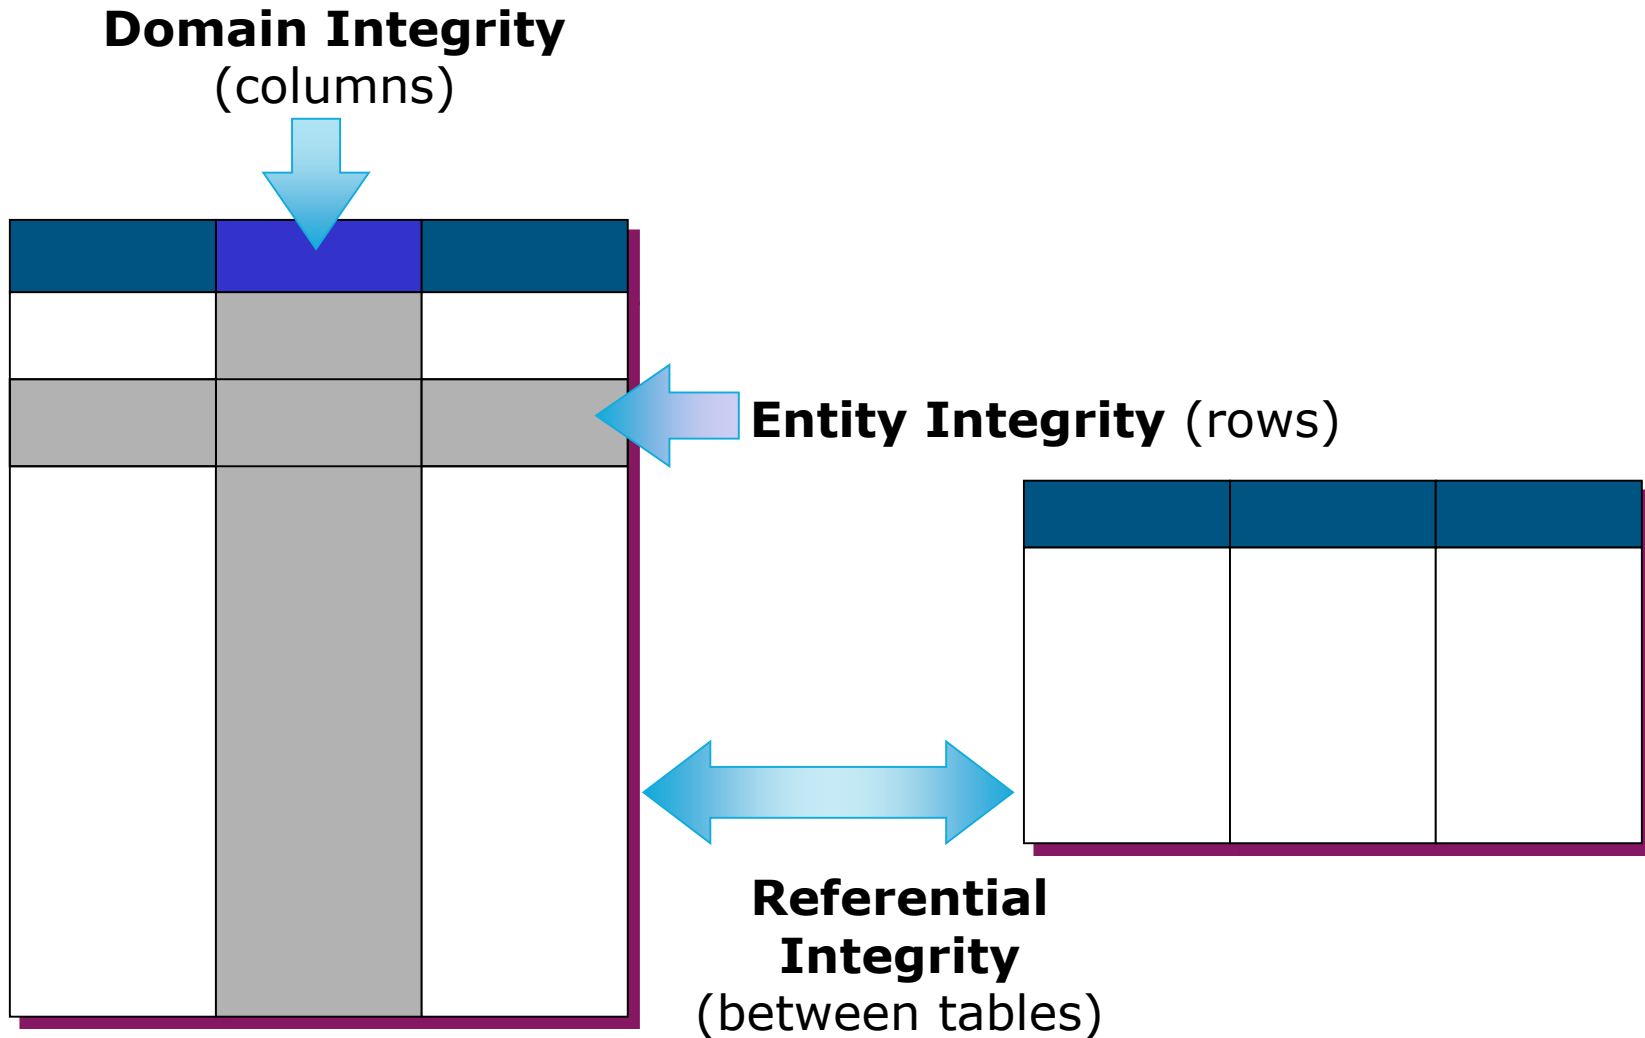 Domain Integrity
(columns)
Entity Integrity (rows)
Referential
Integrity
(between tables)